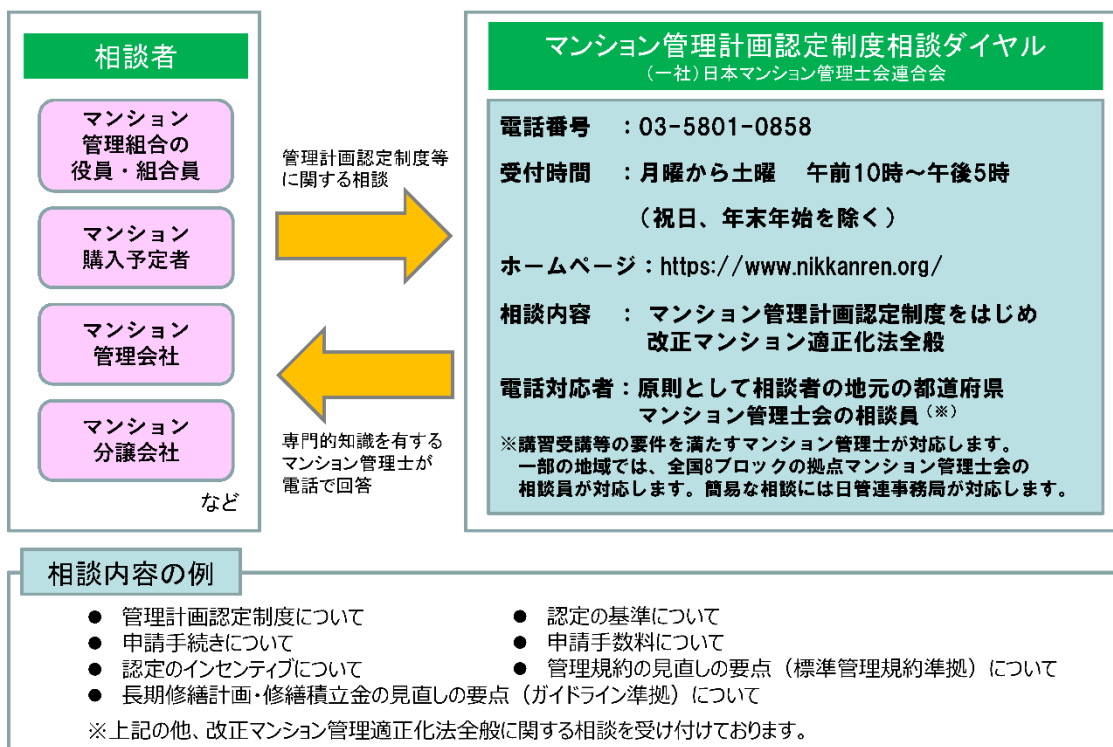 相談者
マンション
管理組合の
役員・組合員
マンション
購入予定者
マンション
管理会社
マンション
分譲会社
など
管理計画認定制度等
に関する相談
専門的知識を有する
マンション管理士が
電話で回答
マンション管理計画認定制度相談ダイヤル
(一社)日本マンション管理士会連合会
電話番号 :03-5801-0858
受付時間 :月曜から土曜 午前10時~午後5時
(祝日、年末年始を除く)
ホームページ:https://www.nikkanren.org/
相談内容 : マンション管理計画認定制度をはじめ
改正マンション適正化法全般
電話対応者:原則として相談者の地元の都道府県
マンション管理士会の相談員(※)
※講習受講等の要件を満たすマンション管理士が対応します。
一部の地域では、全国8ブロックの拠点マンション管理士会の
相談員が対応します。簡易な相談には日管連事務局が対応します。
相談内容の例
● 管理計画認定制度について
● 申請手続きについて
● 認定のインセンティブについて
● 長期修繕計画・修繕積立金の見直しの要点(ガイドライン準拠)について
● 認定の基準について
● 申請手数料について
● 管理規約の見直しの要点(標準管理規約準拠)について
※上記の他、改正マンション管理適正化法全般に関する相談を受け付けております。